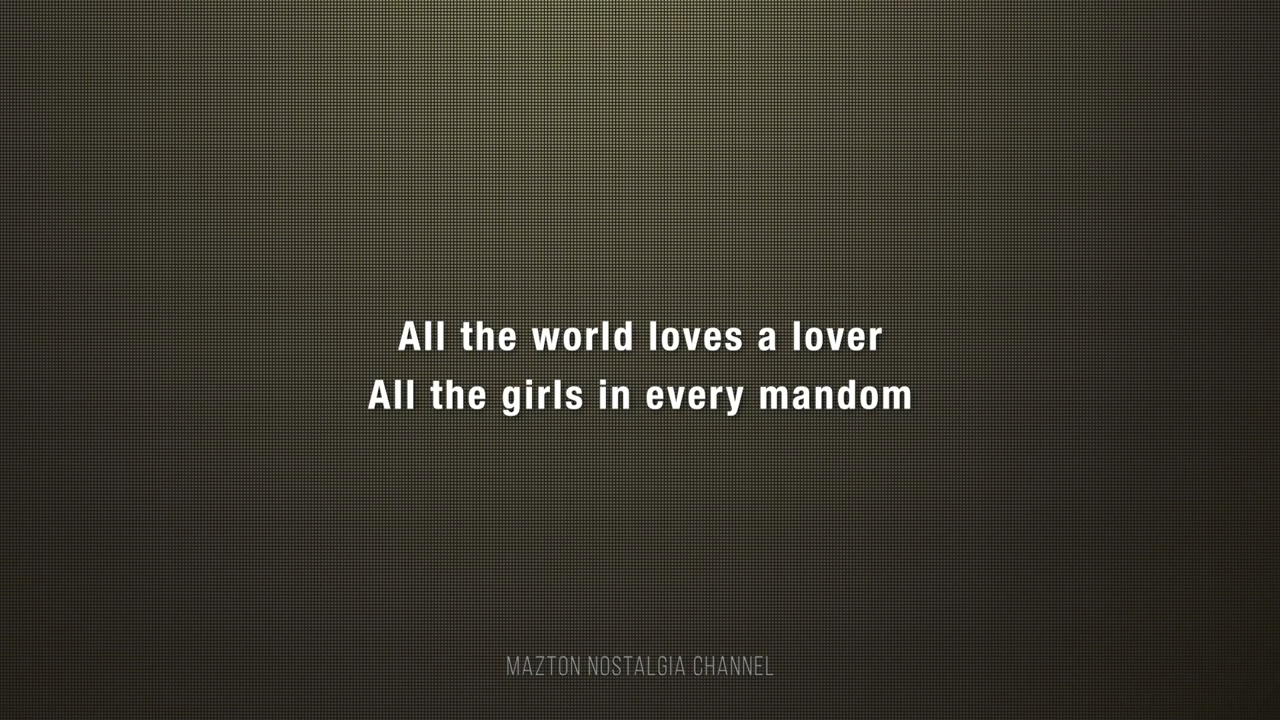 All the world loves a lover
All the girls in every mandom
MAZTON NOSTALGIA CHANNEL